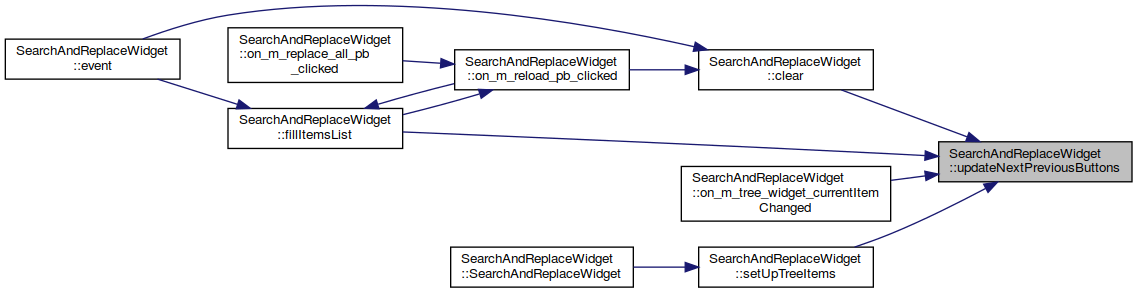 SearchAndReplaceWidget
::event
SearchAndReplaceWidget
::on_m_replace_all_pb
_clicked
SearchAndReplaceWidget
::fillItemsList
SearchAndReplaceWidget
::on_m_reload_pb_clicked
SearchAndReplaceWidget
::clear
SearchAndReplaceWidget
::updateNextPreviousButtons
SearchAndReplaceWidget
::on_m_tree_widget_currentItem
Changed
SearchAndReplaceWidget
::SearchAndReplaceWidget
SearchAndReplaceWidget
::setUpTreeItems